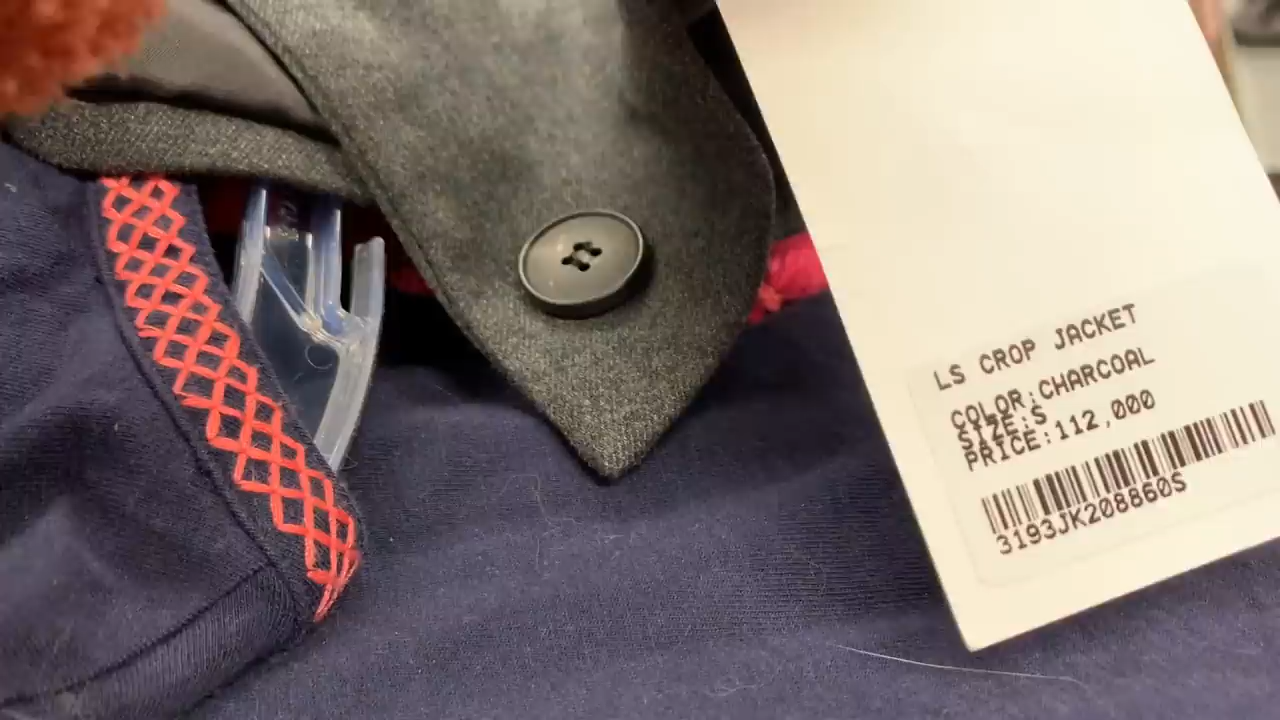 LS CROP JACKET
COLOR:CHARCOAL
SIZE:S
PRICE:112,000
3193JK208860S